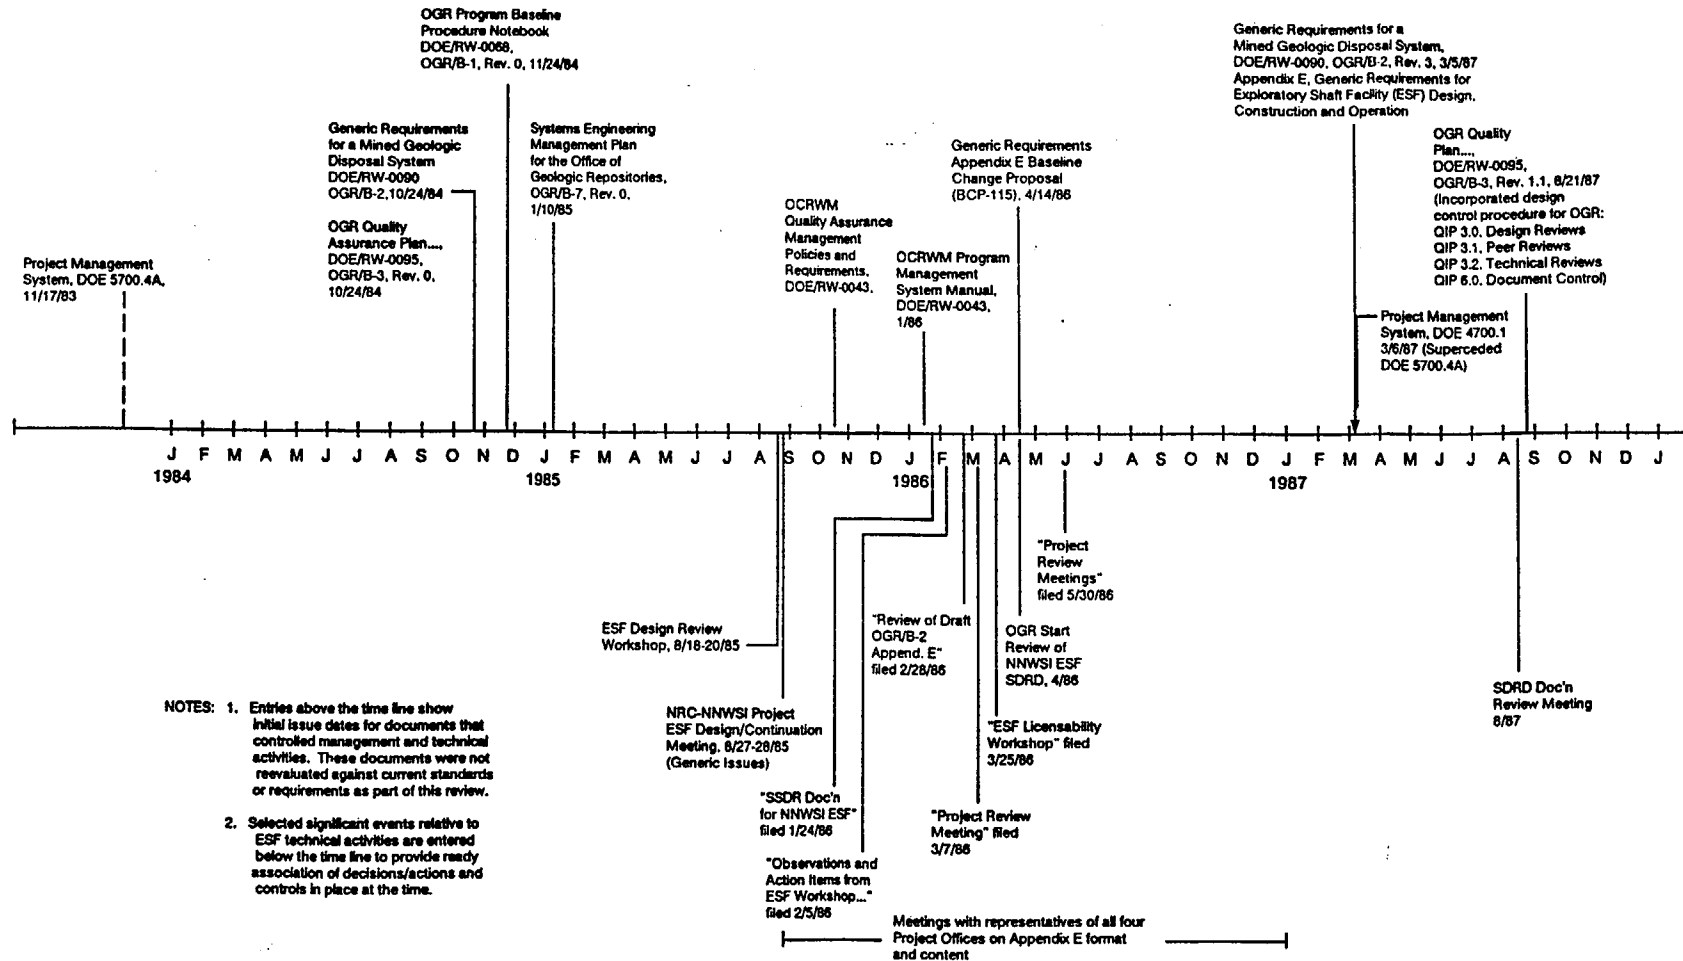 OGR Program Baseline
Procedure Notebook
DOE/RW-0068,
OGR/B-1, Rev. 0, 11/24/84
Generic Requirements for a
Mined Geologic Disposal System,
DOE/RW-0090, OGR/B-2, Rev. 3, 3/5/87
Appendix E, Generic Requirements for
Exploratory Shaft Facility (ESF) Design,
Construction and Operation
Generic Requirements
for a Mined Geologic
Disposal System
DOE/RW-0090
OGR/B-2,10/24/84
OGR Quality
Assurance Plan...,
DOE/RW-0095,
OGR/B-3, Rev. 0,
10/24/84
Systems Engineering
Management Plan
for the Office of
Geologic Repositories,
OGR/B-7, Rev. 0,
1/10/85
Generic Requirements
Appendix E Baseline
Change Proposal
(BCP-115), 4/14/86
OGR Quality
Plan...,
DOE/RW-0095,
OGR/B-3, Rev. 1.1, 8/21/87
(Incorporated design
control procedure for OGR:
QIP 3.0, Design Reviews
QIP 3.1, Peer Reviews
QIP 3.2, Technical Reviews
QIP 6.0, Document Control)
OCRWM
Quality Assurance
Management
Policies and
Requirements,
DOE/RW-0043,
OCRWM Program
Management
System Manual,
DOE/RW-0043,
1/86
Project Management
System, DOE 5700.4A,
11/17/83
Project Management
System, DOE 4700.1
3/6/87 (Superceded
DOE 5700.4A)
J F M A M J J A S O N D J F M A M J J A S O N D J F M A M J J A S O N D J F M A M J J A S O N D J
1984 1985 1986 1987
"Project
Review
Meetings"
filed 5/30/86
ESF Design Review
Workshop, 8/18-20/85
"Review of Draft
OGR/B-2
Append. E"
filed 2/28/86
OGR Start
Review of
NNWSI ESF
SDRD, 4/86
SDRD Doc'n
Review Meeting
8/87
NRC-NNWSI Project
ESF Design/Continuation
Meeting, 8/27-28/85
(Generic Issues)
"ESF Licensability
Workshop" filed
3/25/86
"SSDR Doc'n
for NNWSI ESF"
filed 1/24/86
"Project Review
Meeting" filed
3/7/86
"Observations and
Action Items from
ESF Workshop..."
filed 2/5/86
Meetings with representatives of all four
Project Offices on Appendix E format
and content
NOTES: 1. Entries above the time line show
initial issue dates for documents that
controlled management and technical
activities. These documents were not
reevaluated against current standards
or requirements as part of this review.
2. Selected significant events relative to
ESF technical activities are entered
below the time line to provide ready
association of decisions/actions and
controls in place at the time.